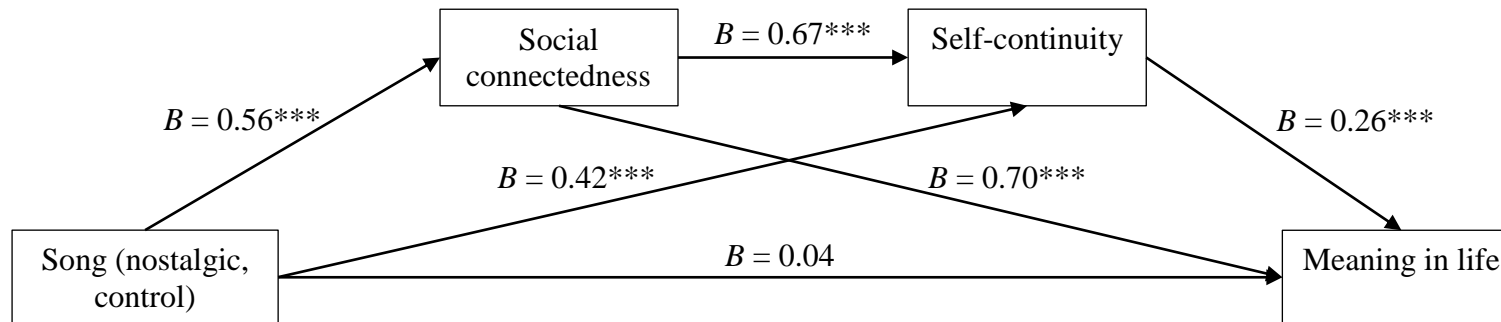 Social
connectedness
B = 0.67***
Self-continuity
B = 0.56***
B = 0.26***
B = 0.42***
B = 0.70***
Song (nostalgic,
control)
B = 0.04
Meaning in life